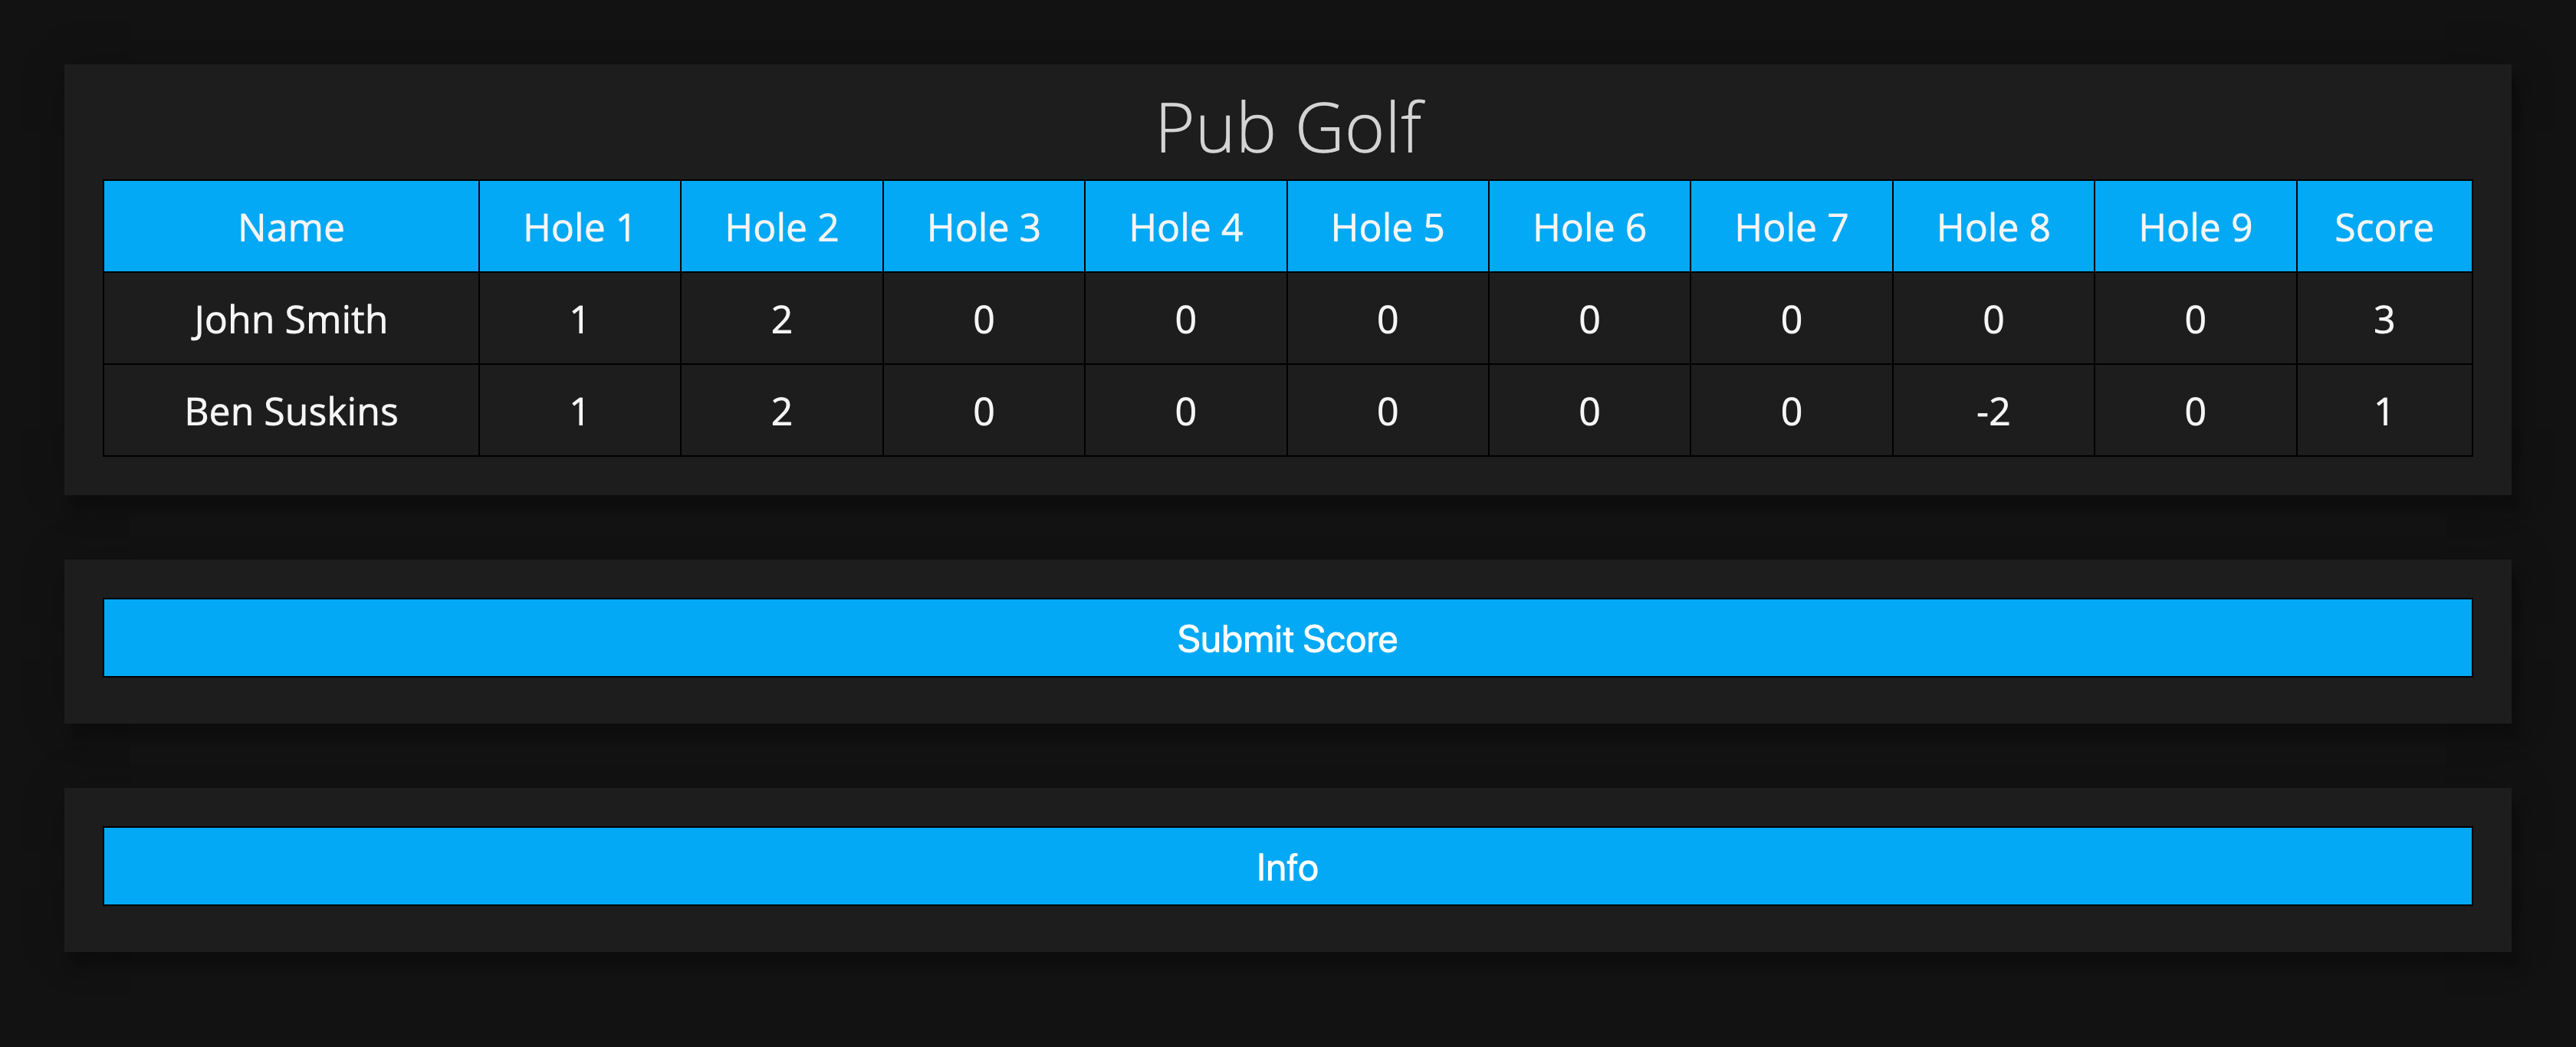 Pub Golf
Name Hole 1 Hole 2 Hole 3 Hole 4 Hole 5 Hole 6 Hole 7 Hole 8 Hole 9 Score
John Smith 1 2 0 0 0 0 0 0 0 3
Ben Suskins 1 2 0 0 0 0 0 -2 0 1
Submit Score
Info